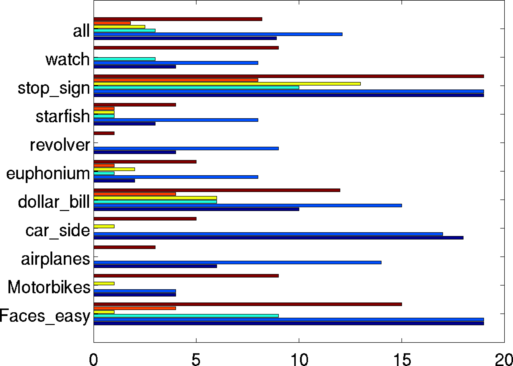 all
watch
stop_sign
starfish
revolver
euphonium
dollar_bill
car_side
airplanes
Motorbikes
Faces_easy
0 5 10 15 20